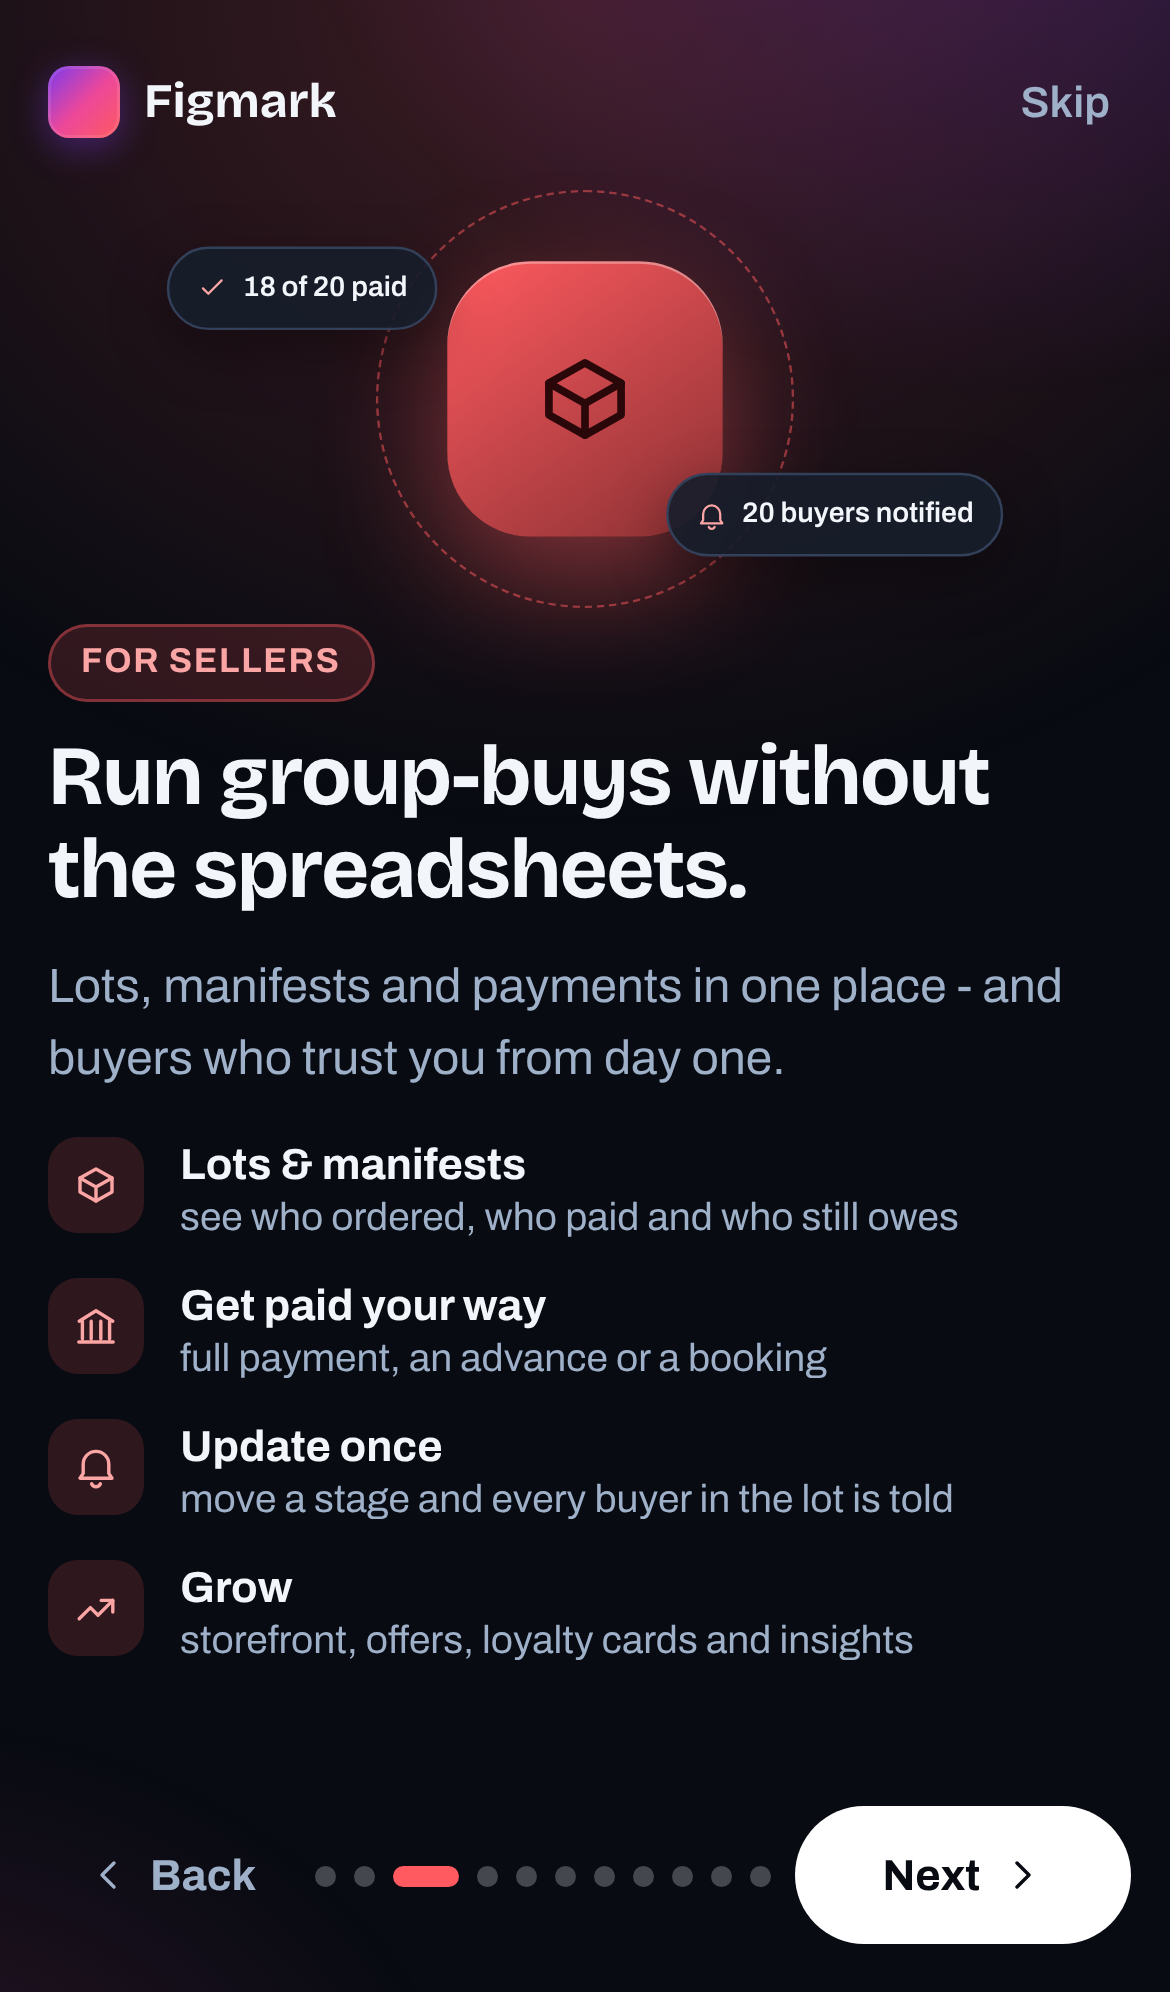 Figmark
Skip
18 of 20 paid
20 buyers notified
FOR SELLERS
Run group-buys without
the spreadsheets.
Lots, manifests and payments in one place - and
buyers who trust you from day one.
Lots & manifests
see who ordered, who paid and who still owes
Get paid your way
full payment, an advance or a booking
Update once
move a stage and every buyer in the lot is told
Grow
storefront, offers, loyalty cards and insights
Back
Next